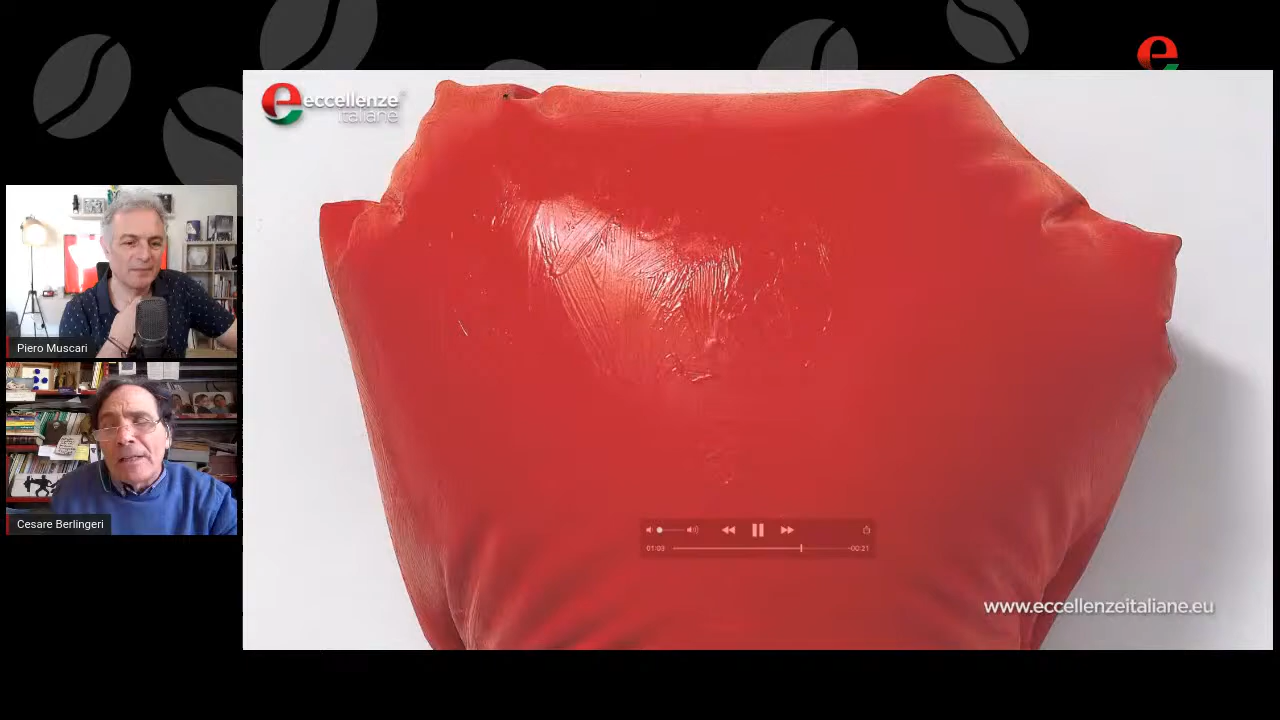 eccellenze
italiane
Piero Muscari
Cesare Berlingeri
01:03
-00:21
www.eccellenzeitaliane.eu